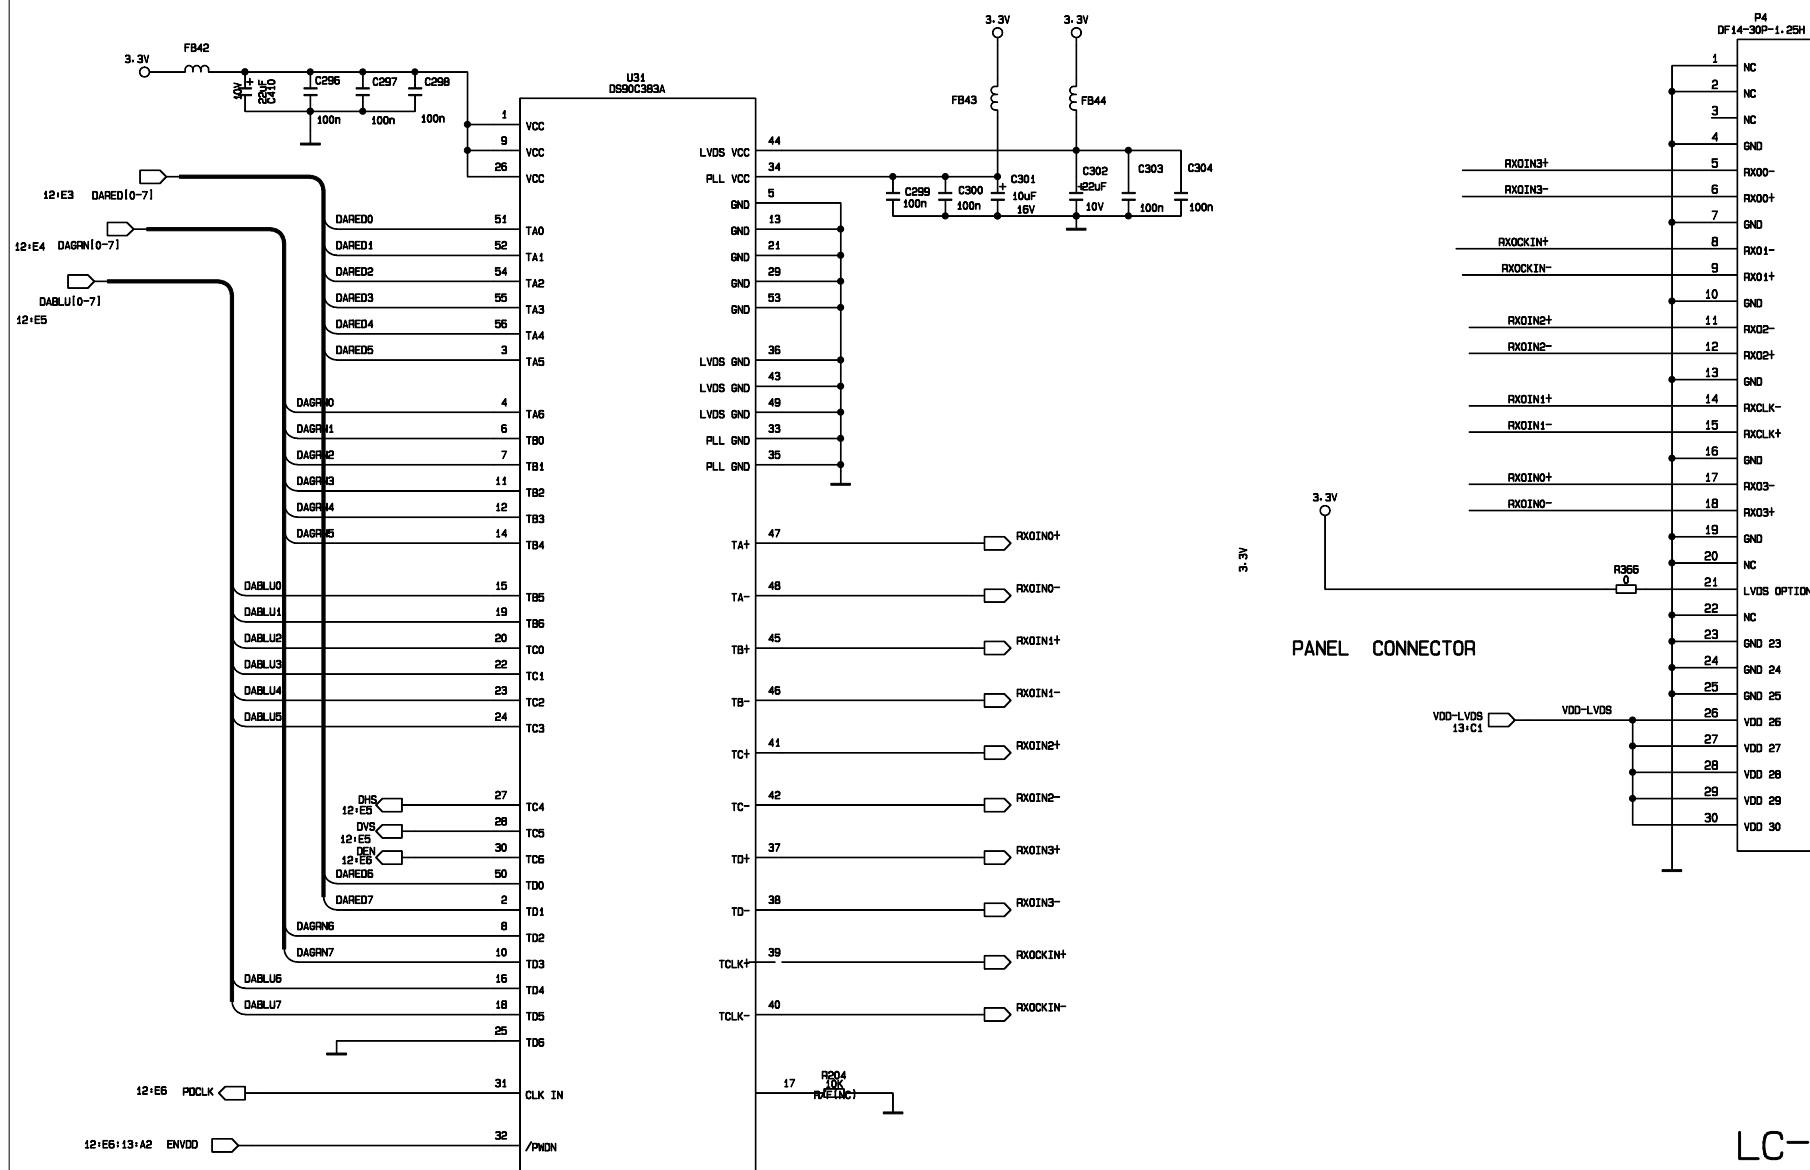 3.3V
FB42
10V
22uF
C410
C296
100n
C297
100n
C298
100n
U31
DS90C383A
3.3V
3.3V
FB43
FB44
P4
DF14-30P-1.25H
12:E3 DARED[0-7]
12:E4 DAGRN[0-7]
DABLU[0-7]
12:E5
1 VCC
9 VCC
26 VCC
DARED0 51 TA0
DARED1 52 TA1
DARED2 54 TA2
DARED3 55 TA3
DARED4 56 TA4
DARED5 3 TA5
DAGRN0 4 TA6
DAGRN1 6 TB0
DAGRN2 7 TB1
DAGRN3 11 TB2
DAGRN4 12 TB3
DAGRN5 14 TB4
DABLU0 15 TB5
DABLU1 19 TB6
DABLU2 20 TC0
DABLU3 22 TC1
DABLU4 23 TC2
DABLU5 24 TC3
DHS 27 TC4
12:E5
DVS 28 TC5
12:E5
DEN 30 TC6
12:E6
DARED6 50 TD0
DARED7 2 TD1
DAGRN6 8 TD2
DAGRN7 10 TD3
DABLU6 16 TD4
DABLU7 18 TD5
25 TD6
12:E6 PDCLK 31 CLK IN
12:E6:13:A2 ENVDD 32 /PWDN
LVDS VCC 44
PLL VCC 34
GND 5
GND 13
GND 21
GND 29
GND 53
LVDS GND 36
LVDS GND 43
LVDS GND 49
PLL GND 33
PLL GND 35
C299
100n
C300
100n
C301
+
10uF
16V
C302
+22uF
10V
C303
100n
C304
100n
TA+ 47 RXOIN0+
TA- 48 RXOIN0-
TB+ 45 RXOIN1+
TB- 46 RXOIN1-
TC+ 41 RXOIN2+
TC- 42 RXOIN2-
TD+ 37 RXOIN3+
TD- 38 RXOIN3-
TCLK+ 39 RXOCKIN+
TCLK- 40 RXOCKIN-
17
R204
10K
R/F(NC)
3.3V
3.3V
R366
0
PANEL CONNECTOR
VDD-LVDS
13:C1
VDD-LVDS
1 NC
2 NC
3 NC
4 GND
RXOIN3+ 5 RXO0-
RXOIN3- 6 RXO0+
7 GND
RXOCKIN+ 8 RXO1-
RXOCKIN- 9 RXO1+
10 GND
RXOIN2+ 11 RXO2-
RXOIN2- 12 RXO2+
13 GND
RXOIN1+ 14 RXCLK-
RXOIN1- 15 RXCLK+
16 GND
RXOIN0+ 17 RXO3-
RXOIN0- 18 RXO3+
19 GND
20 NC
21 LVDS OPTION
22 NC
23 GND 23
24 GND 24
25 GND 25
26 VDD 26
27 VDD 27
28 VDD 28
29 VDD 29
30 VDD 30
LC-